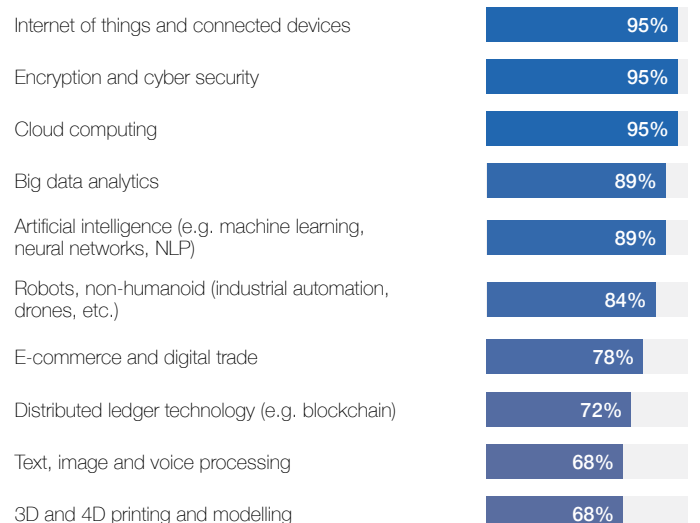 Internet of things and connected devices 95%
Encryption and cyber security 95%
Cloud computing 95%
Big data analytics 89%
Artificial intelligence (e.g. machine learning,
neural networks, NLP) 89%
Robots, non-humanoid (industrial automation,
drones, etc.) 84%
E-commerce and digital trade 78%
Distributed ledger technology (e.g. blockchain) 72%
Text, image and voice processing 68%
3D and 4D printing and modelling 68%